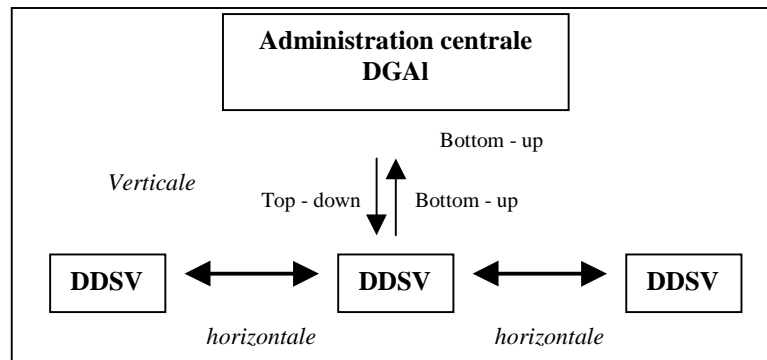 Administration centrale
DGAl
Bottom - up
Verticale
Top - down
Bottom - up
DDSV
DDSV
DDSV
horizontale
horizontale